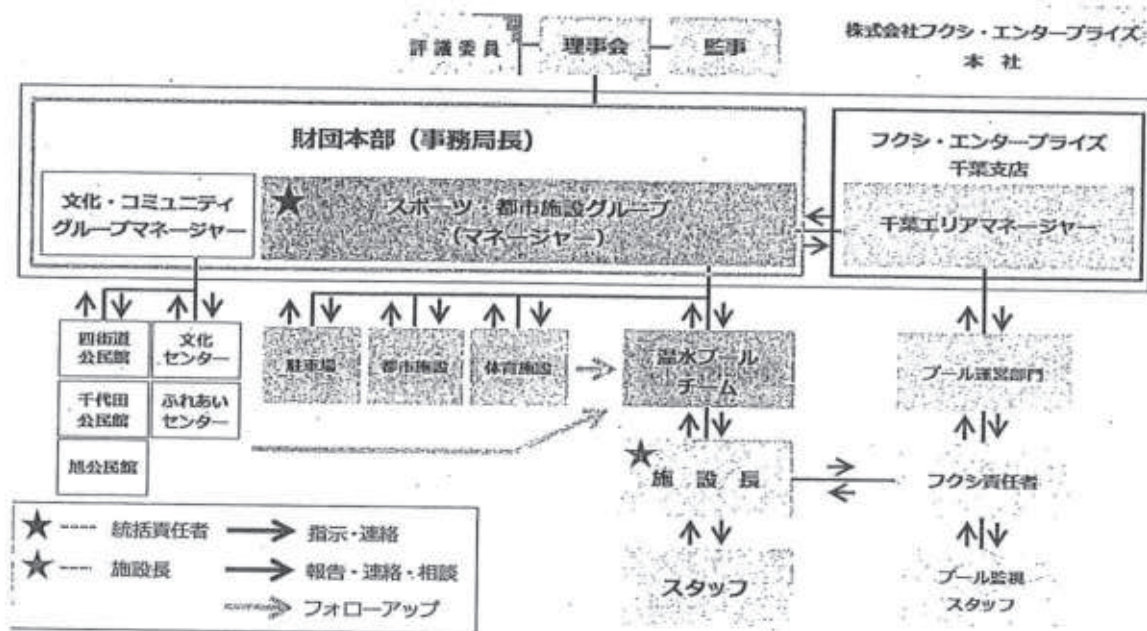 評議委員
理事会
監事
株式会社フクシ・エンタープライズ
本社
財団本部(事務局長)
フクシ・エンタープライズ
千葉支店
文化・コミュニティ
グループマネージャー
スポーツ・都市施設グループ
(マネージャー)
千葉エリアマネージャー
四街道
公民館
文化
センター
駐車場
都市施設
体育施設
温水プール
チーム
プール運営部門
千代田
公民館
ふれあい
センター
旭公民館
施設長
フクシ責任者
スタッフ
プール監視
スタッフ
統括責任者
指示・連絡
施設長
報告・連絡・相談
フォローアップ